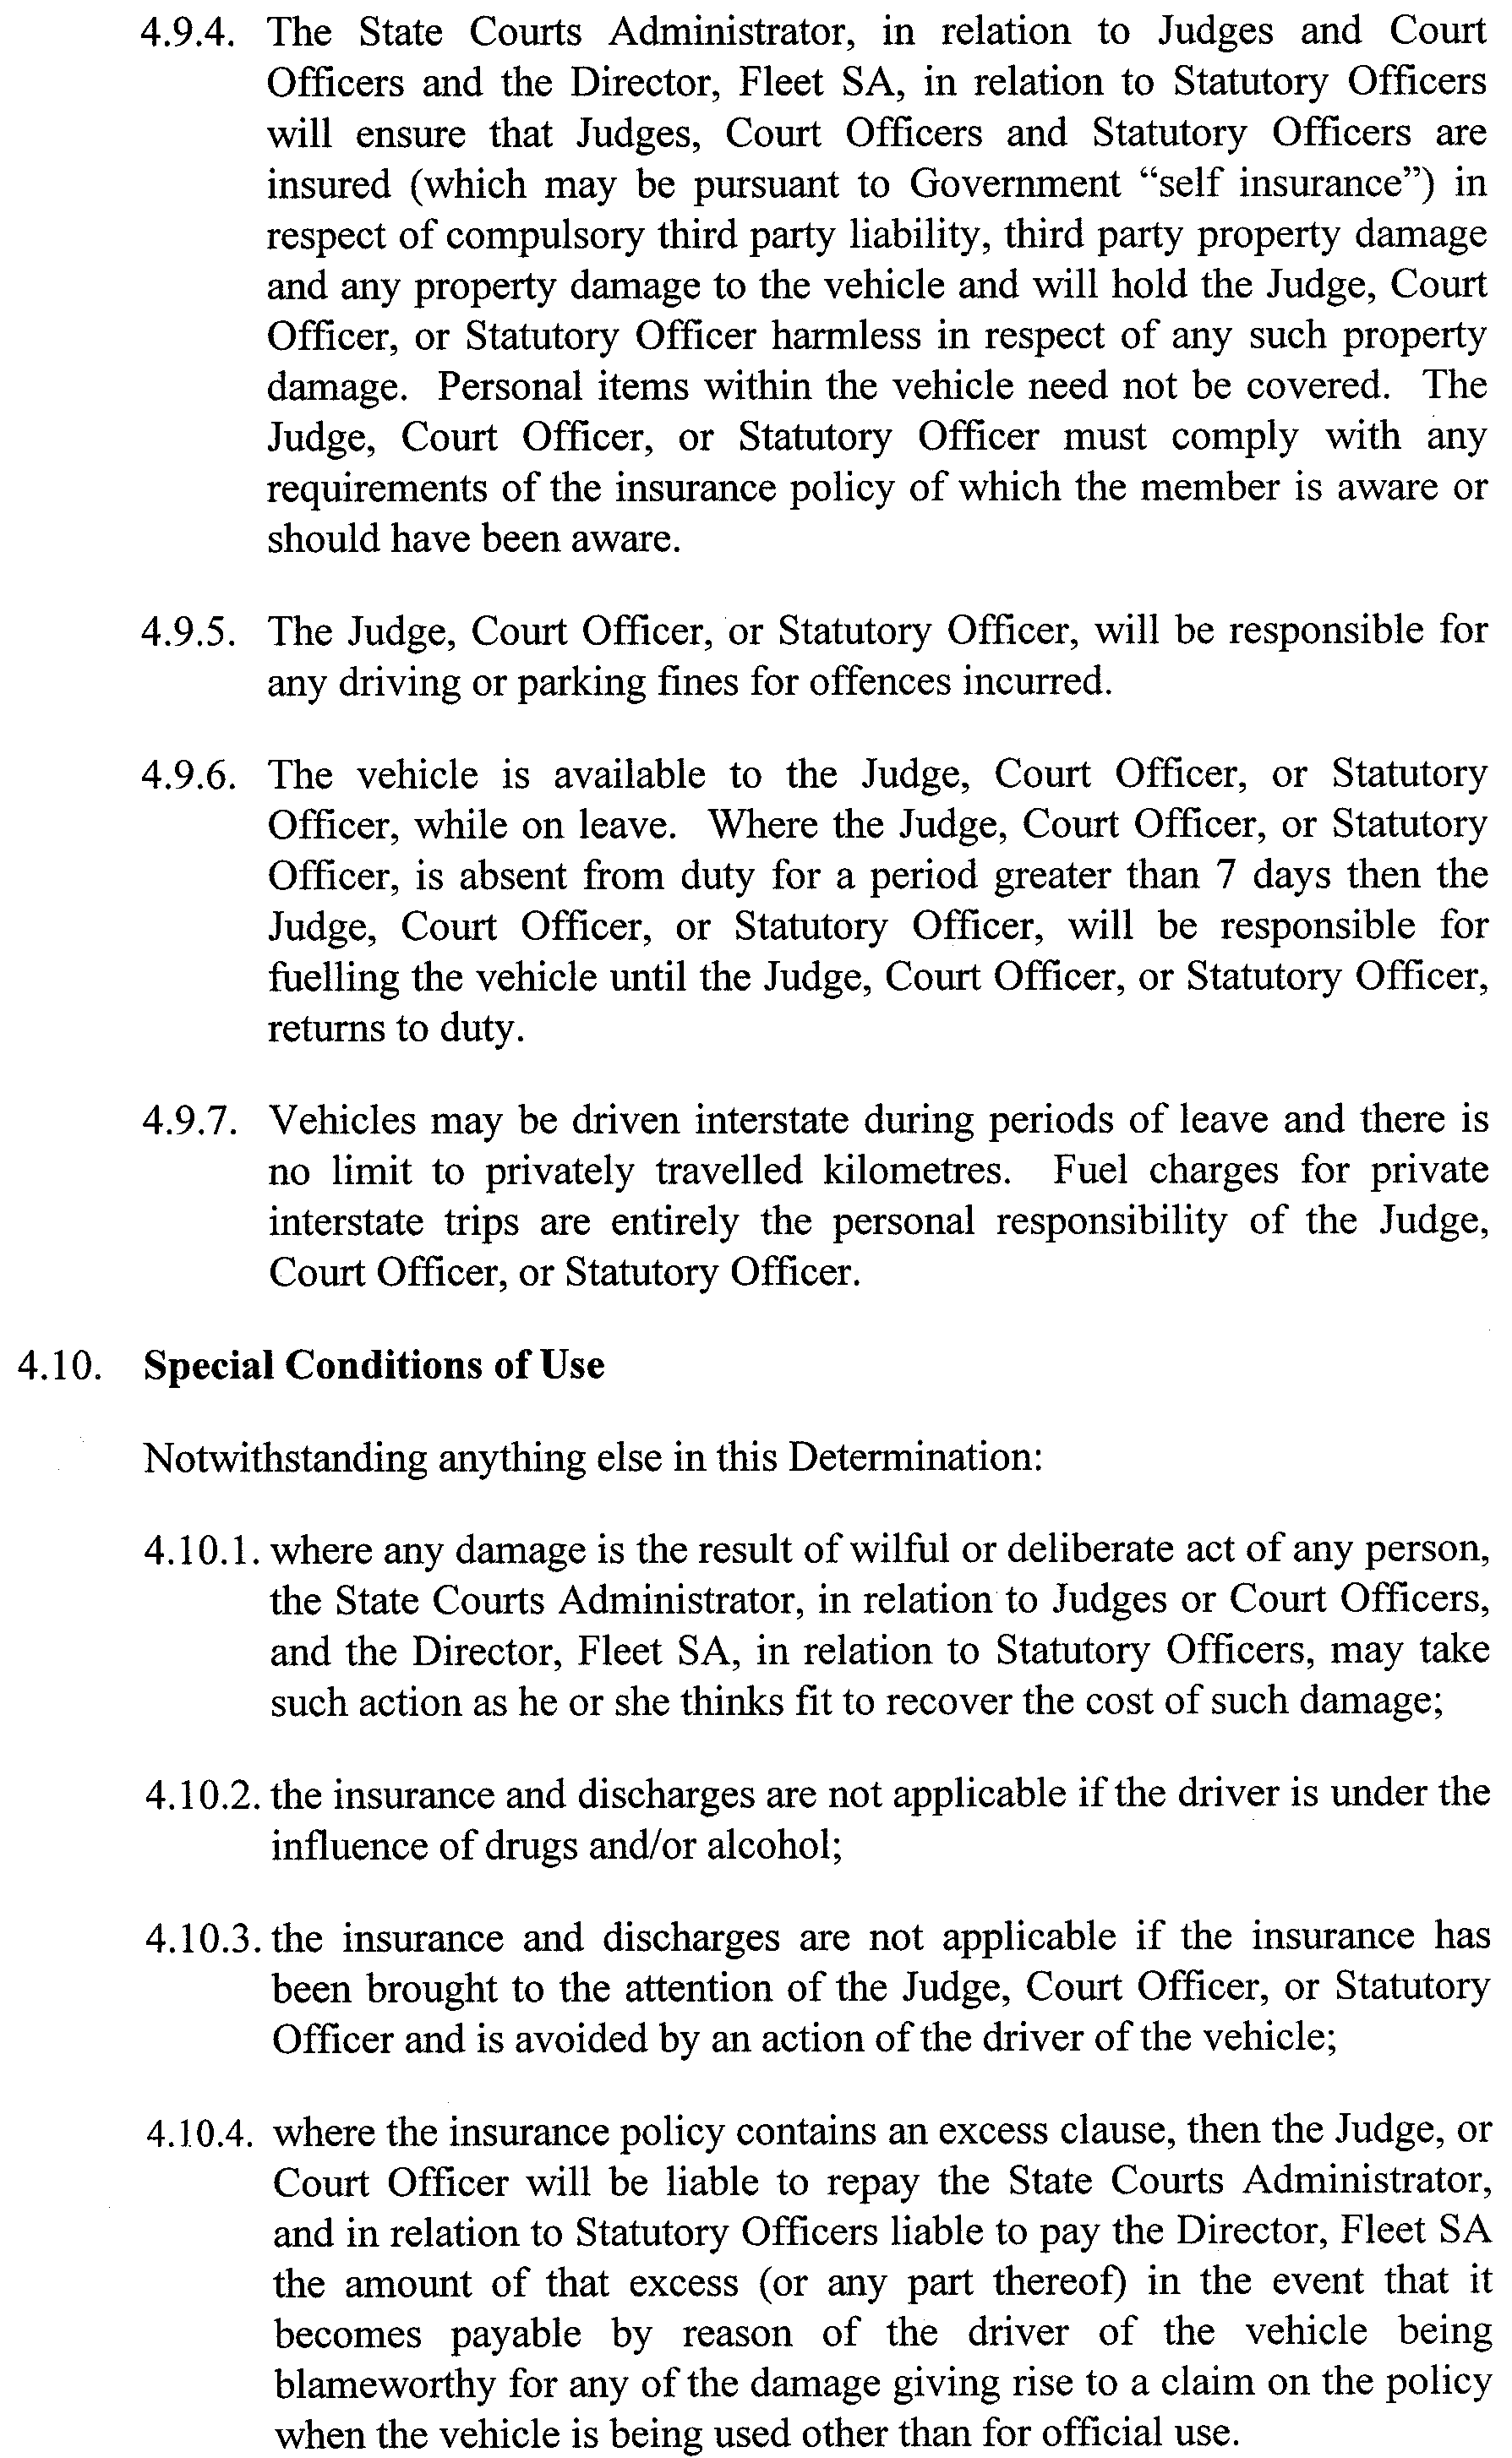 4.9.4. The State Courts Administrator, in relation to Judges and Court
Officers and the Director, Fleet SA, in relation to Statutory Officers
will ensure that Judges, Court Officers and Statutory Officers are
insured (which may be pursuant to Government “self insurance”) in
respect of compulsory third party liability, third party property damage
and any property damage to the vehicle and will hold the Judge, Court
Officer, or Statutory Officer harmless in respect of any such property
damage. Personal items within the vehicle need not be covered. The
Judge, Court Officer, or Statutory Officer must comply with any
requirements of the insurance policy of which the member is aware or
should have been aware.
4.9.5. The Judge, Court Officer, or Statutory Officer, will be responsible for
any driving or parking fines for offences incurred.
4.9.6. The vehicle is available to the Judge, Court Officer, or Statutory
Officer, while on leave. Where the Judge, Court Officer, or Statutory
Officer, is absent from duty for a period greater than 7 days then the
Judge, Court Officer, or Statutory Officer, will be responsible for
fuelling the vehicle until the Judge, Court Officer, or Statutory Officer,
returns to duty.
4.9.7. Vehicles may be driven interstate during periods of leave and there is
no limit to privately travelled kilometres. Fuel charges for private
interstate trips are entirely the personal responsibility of the Judge,
Court Officer, or Statutory Officer.
4.10. Special Conditions of Use
Notwithstanding anything else in this Determination:
4.10.1. where any damage is the result of wilful or deliberate act of any person,
the State Courts Administrator, in relation to Judges or Court Officers,
and the Director, Fleet SA, in relation to Statutory Officers, may take
such action as he or she thinks fit to recover the cost of such damage;
4.10.2. the insurance and discharges are not applicable if the driver is under the
influence of drugs and/or alcohol;
4.10.3. the insurance and discharges are not applicable if the insurance has
been brought to the attention of the Judge, Court Officer, or Statutory
Officer and is avoided by an action of the driver of the vehicle;
4.10.4. where the insurance policy contains an excess clause, then the Judge, or
Court Officer will be liable to repay the State Courts Administrator,
and in relation to Statutory Officers liable to pay the Director, Fleet SA
the amount of that excess (or any part thereof) in the event that it
becomes payable by reason of the driver of the vehicle being
blameworthy for any of the damage giving rise to a claim on the policy
when the vehicle is being used other than for official use.